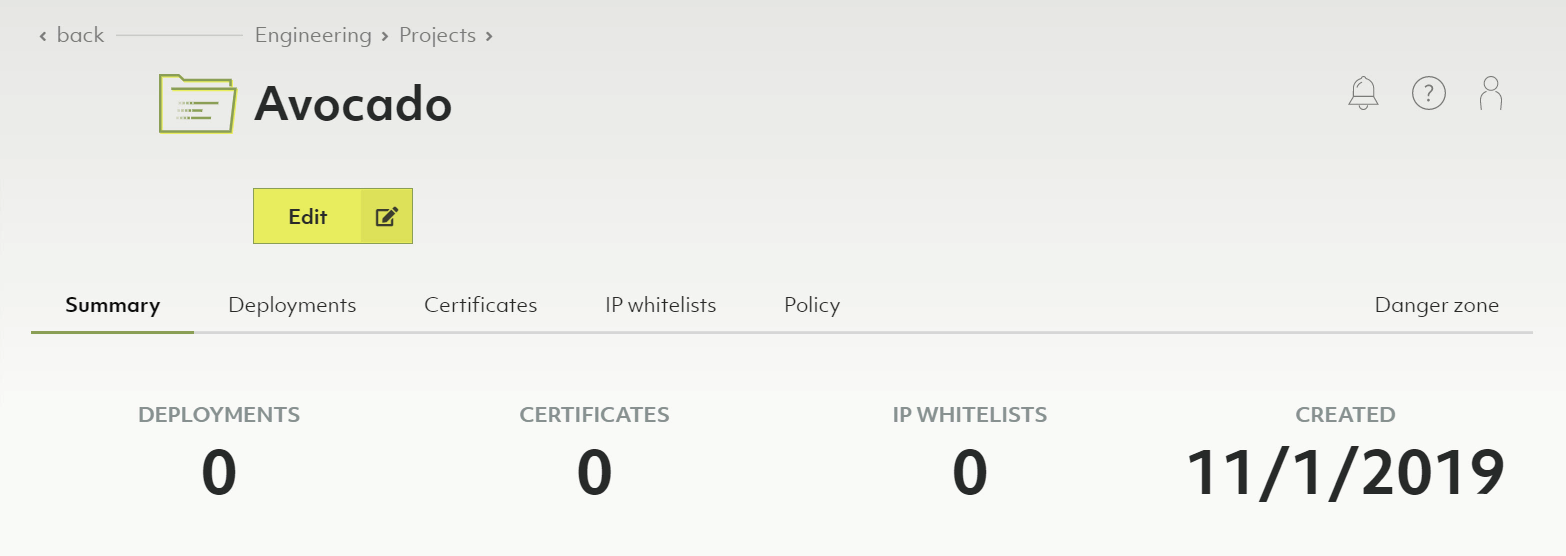 ‹ back Engineering › Projects ›
Avocado
?
Edit
Summary Deployments Certificates IP whitelists Policy Danger zone
DEPLOYMENTS CERTIFICATES IP WHITELISTS CREATED
0 0 0 11/1/2019